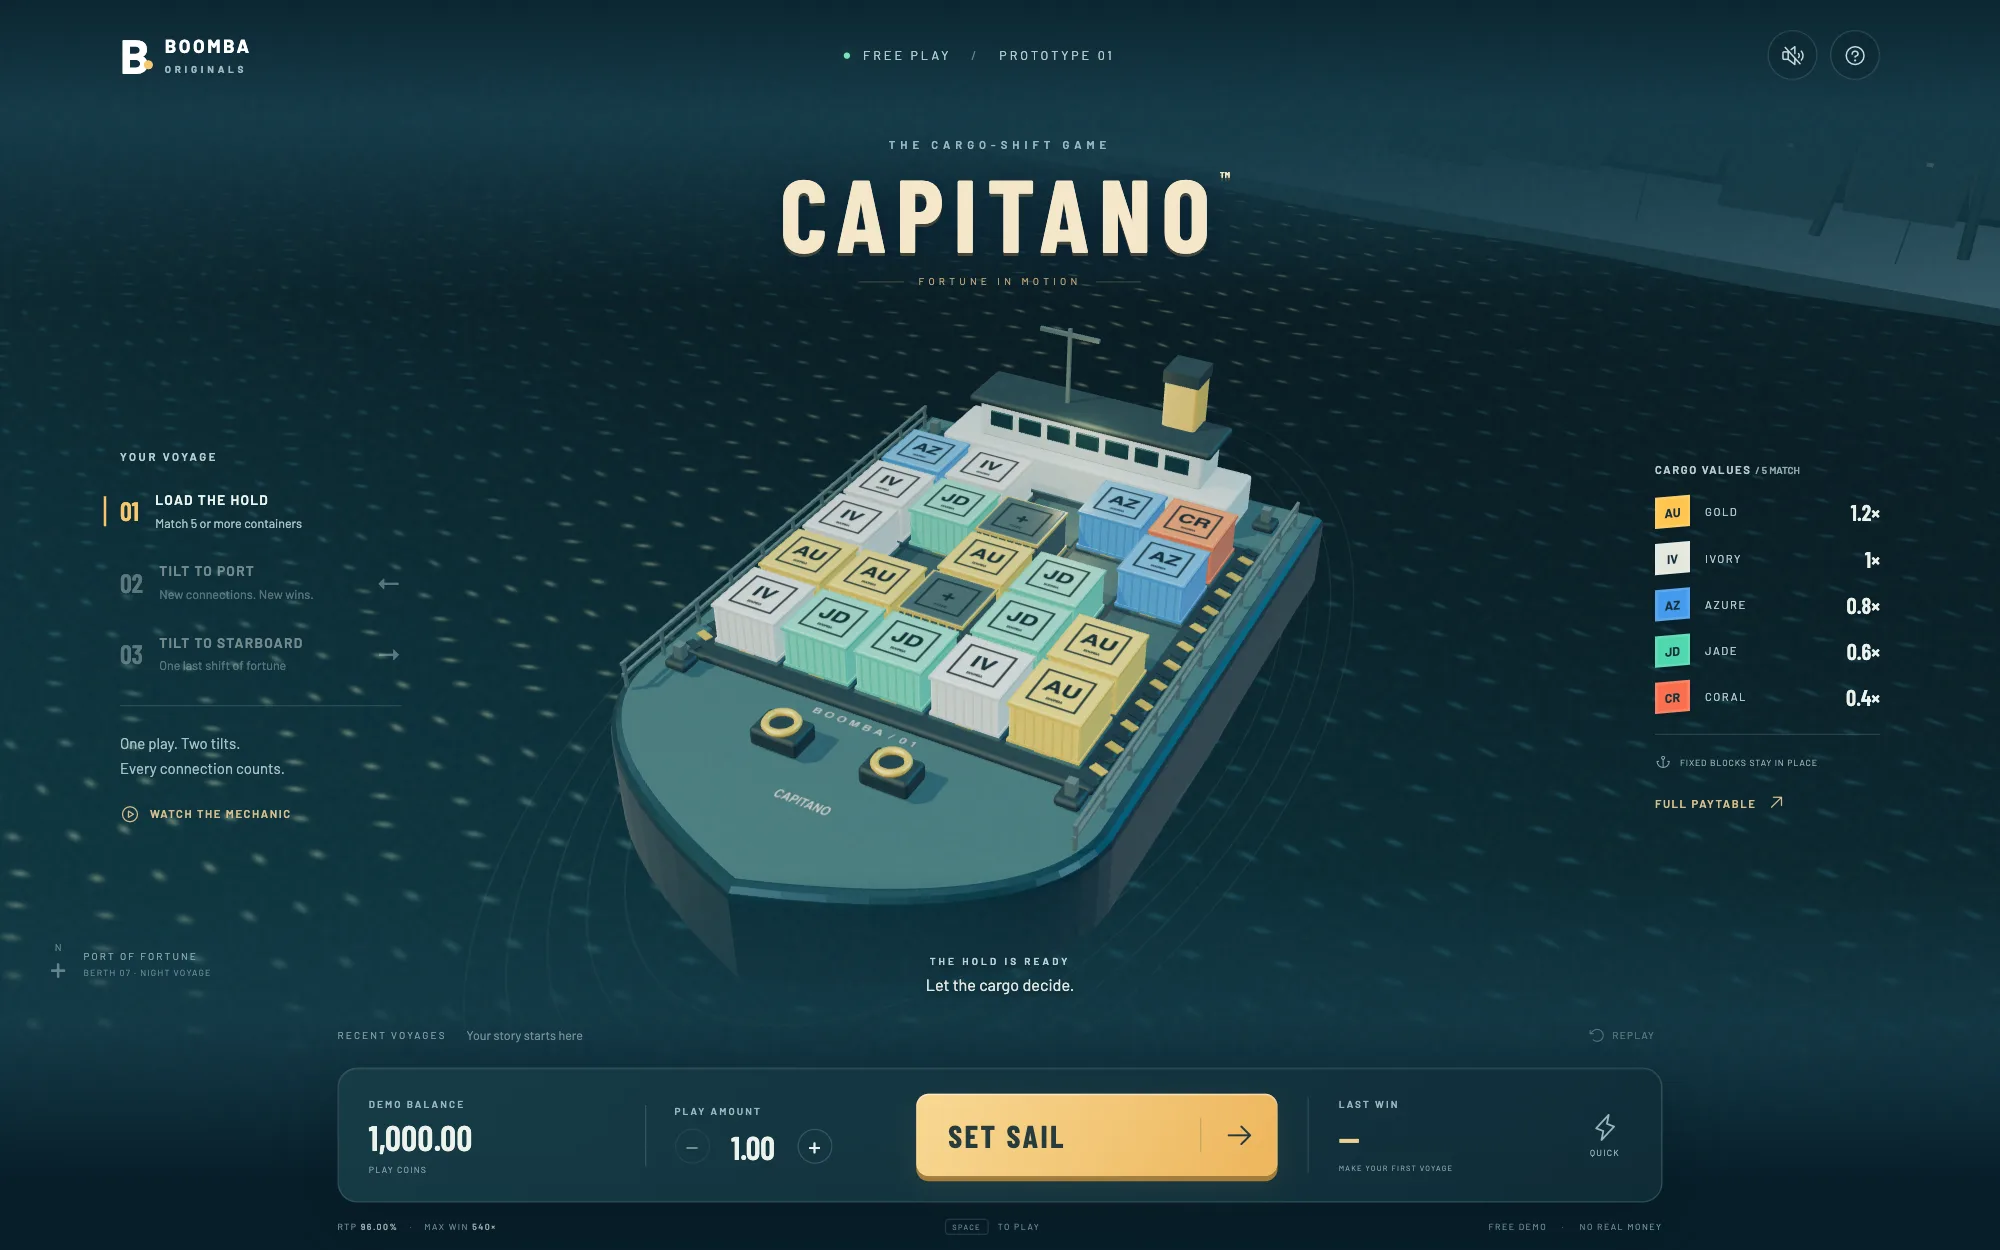 BOOMBA
ORIGINALS
FREE PLAY / PROTOTYPE 01
THE CARGO-SHIFT GAME
CAPITANO™
FORTUNE IN MOTION
YOUR VOYAGE
01 LOAD THE HOLD
Match 5 or more containers
02 TILT TO PORT
New connections. New wins.
03 TILT TO STARBOARD
One last shift of fortune
One play. Two tilts.
Every connection counts.
WATCH THE MECHANIC
N
PORT OF FORTUNE
BERTH 07 · NIGHT VOYAGE
AZ
IV
IV
JD
AZ
CR
IV
AU
AZ
AU
AU
JD
IV
JD
JD
JD
AU
IV
AU
BOOMBA / 01
CAPITANO
CARGO VALUES / 5 MATCH
AU GOLD 1.2×
IV IVORY 1×
AZ AZURE 0.8×
JD JADE 0.6×
CR CORAL 0.4×
FIXED BLOCKS STAY IN PLACE
FULL PAYTABLE
THE HOLD IS READY
Let the cargo decide.
RECENT VOYAGES Your story starts here
REPLAY
DEMO BALANCE
1,000.00
PLAY COINS
PLAY AMOUNT
− 1.00 +
SET SAIL
LAST WIN
—
MAKE YOUR FIRST VOYAGE
QUICK
RTP 96.00% · MAX WIN 540×
SPACE TO PLAY
FREE DEMO · NO REAL MONEY